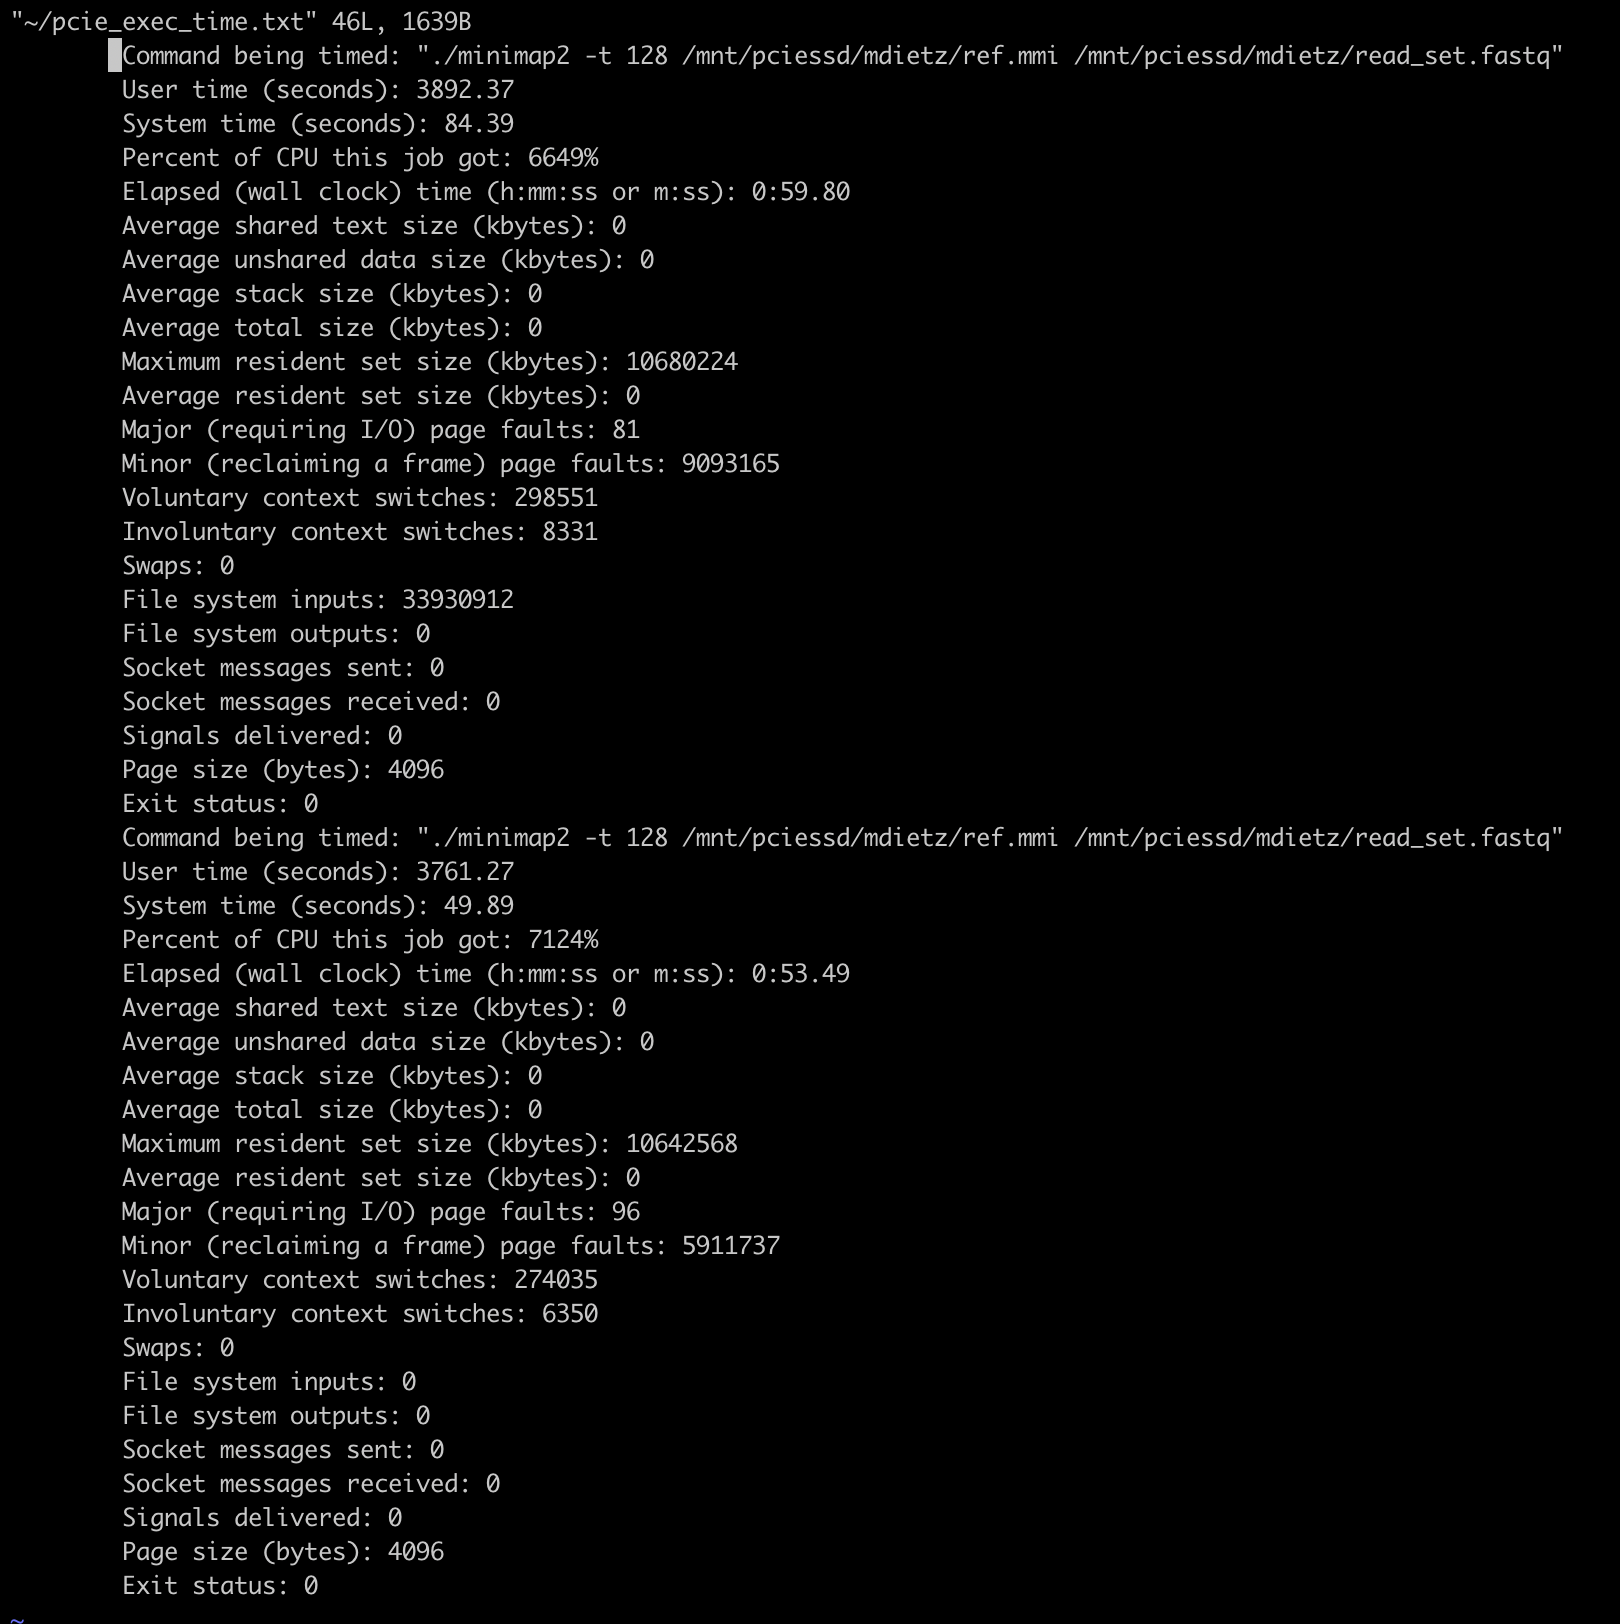 "~/pcie_exec_time.txt" 46L, 1639B
Command being timed: "./minimap2 -t 128 /mnt/pciessd/mdietz/ref.mmi /mnt/pciessd/mdietz/read_set.fastq"
User time (seconds): 3892.37
System time (seconds): 84.39
Percent of CPU this job got: 6649%
Elapsed (wall clock) time (h:mm:ss or m:ss): 0:59.80
Average shared text size (kbytes): 0
Average unshared data size (kbytes): 0
Average stack size (kbytes): 0
Average total size (kbytes): 0
Maximum resident set size (kbytes): 10680224
Average resident set size (kbytes): 0
Major (requiring I/O) page faults: 81
Minor (reclaiming a frame) page faults: 9093165
Voluntary context switches: 298551
Involuntary context switches: 8331
Swaps: 0
File system inputs: 33930912
File system outputs: 0
Socket messages sent: 0
Socket messages received: 0
Signals delivered: 0
Page size (bytes): 4096
Exit status: 0
Command being timed: "./minimap2 -t 128 /mnt/pciessd/mdietz/ref.mmi /mnt/pciessd/mdietz/read_set.fastq"
User time (seconds): 3761.27
System time (seconds): 49.89
Percent of CPU this job got: 7124%
Elapsed (wall clock) time (h:mm:ss or m:ss): 0:53.49
Average shared text size (kbytes): 0
Average unshared data size (kbytes): 0
Average stack size (kbytes): 0
Average total size (kbytes): 0
Maximum resident set size (kbytes): 10642568
Average resident set size (kbytes): 0
Major (requiring I/O) page faults: 96
Minor (reclaiming a frame) page faults: 5911737
Voluntary context switches: 274035
Involuntary context switches: 6350
Swaps: 0
File system inputs: 0
File system outputs: 0
Socket messages sent: 0
Socket messages received: 0
Signals delivered: 0
Page size (bytes): 4096
Exit status: 0
~